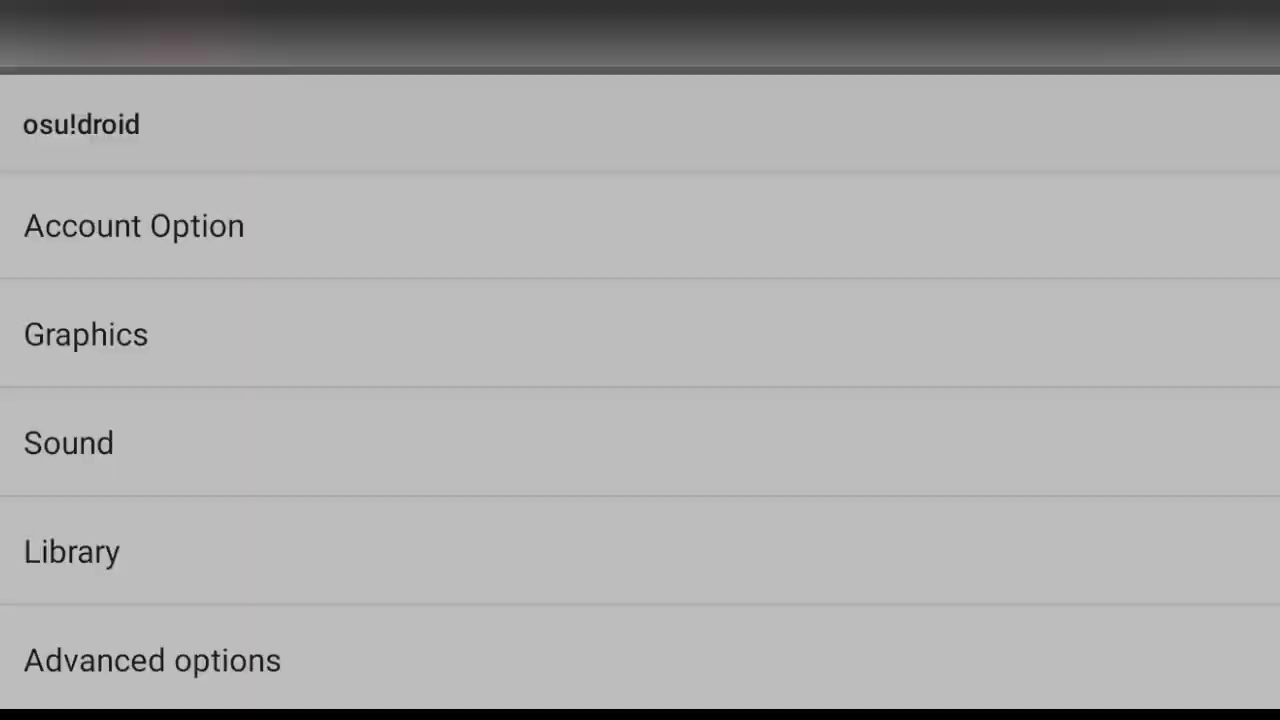 osu!droid
Account Option
Graphics
Sound
Library
Advanced options